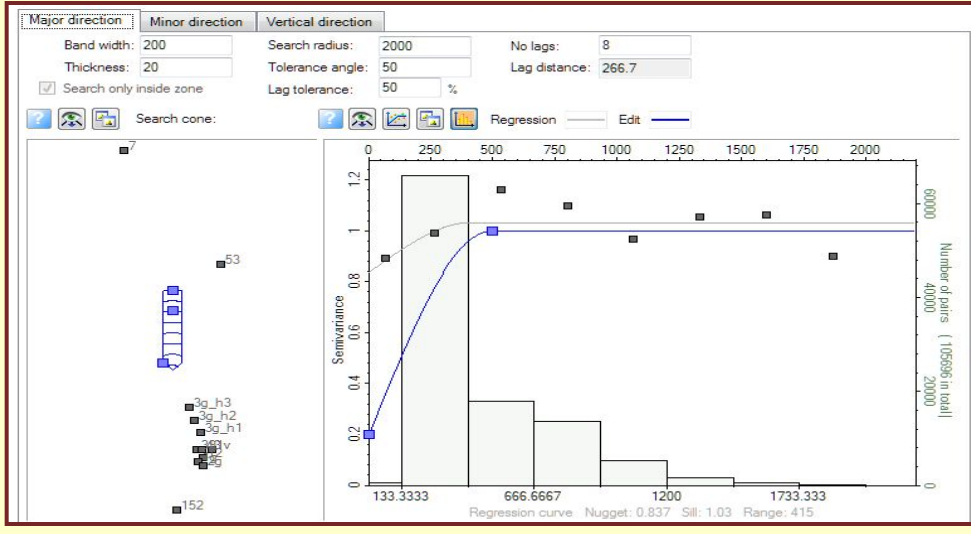 Major direction Minor direction Vertical direction
Band width: 200 Search radius: 2000 No lags: 8
Thickness: 20 Tolerance angle: 50 Lag distance: 266.7
Search only inside zone Lag tolerance: 50 %
? Search cone: ? Regression Edit
7
53
3g_h3
3g_h2
3g_h1
152
0 250 500 750 1000 1250 1500 1750 2000
1.2
1
0.8
0.6
0.4
0.2
0
Semivariance
60000
40000
20000
0
Number of pairs ( 105696 in total)
133.3333 666.6667 1200 1733.333
Regression curve Nugget: 0.837 Sill: 1.03 Range: 415